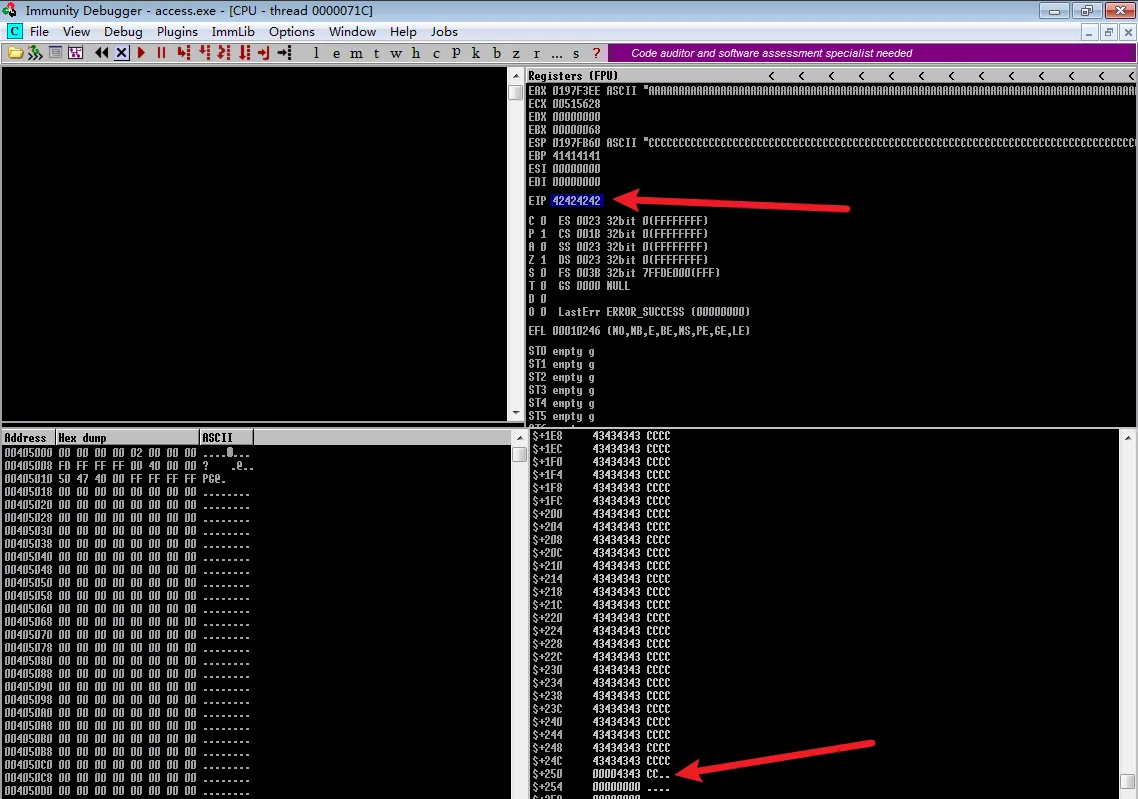 Immunity Debugger - access.exe - [CPU - thread 0000071C]
C File View Debug Plugins ImmLib Options Window Help Jobs
l e m t w h c P k b z r ... s ? Code auditor and software assessment specialist needed
Registers (FPU) < < < < < < < < < < < < <
EAX 0197F3EE ASCII
ECX 00515628
EDX 00000000
EBX 00000068
ESP 0197FB60 ASCII
EBP 41414141
ESI 00000000
EDI 00000000
EIP 42424242
C 0 ES 0023 32bit 0(FFFFFFFF)
P 1 CS 001B 32bit 0(FFFFFFFF)
A 0 SS 0023 32bit 0(FFFFFFFF)
Z 1 DS 0023 32bit 0(FFFFFFFF)
S 0 FS 003B 32bit 7FFDE000(FFF)
T 0 GS 0000 NULL
D 0
O 0 LastErr ERROR_SUCCESS (00000000)
EFL 00010246 (NO,NB,E,BE,NS,PE,GE,LE)
ST0 empty g
ST1 empty g
ST2 empty g
ST3 empty g
ST4 empty g
ST5 empty g
Address Hex dump ASCII
00405000 00 00 00 00 02 00 00 00 ........
00405008 FD FF FF FF 00 40 00 00 ? .@..
00405010 50 47 40 00 FF FF FF FF PG@.
00405018 00 00 00 00 00 00 00 00 ........
00405020 00 00 00 00 00 00 00 00 ........
00405028 00 00 00 00 00 00 00 00 ........
00405030 00 00 00 00 00 00 00 00 ........
00405038 00 00 00 00 00 00 00 00 ........
00405040 00 00 00 00 00 00 00 00 ........
00405048 00 00 00 00 00 00 00 00 ........
00405050 00 00 00 00 00 00 00 00 ........
00405058 00 00 00 00 00 00 00 00 ........
00405060 00 00 00 00 00 00 00 00 ........
00405068 00 00 00 00 00 00 00 00 ........
00405070 00 00 00 00 00 00 00 00 ........
00405078 00 00 00 00 00 00 00 00 ........
00405080 00 00 00 00 00 00 00 00 ........
00405088 00 00 00 00 00 00 00 00 ........
00405090 00 00 00 00 00 00 00 00 ........
00405098 00 00 00 00 00 00 00 00 ........
004050A0 00 00 00 00 00 00 00 00 ........
004050A8 00 00 00 00 00 00 00 00 ........
004050B0 00 00 00 00 00 00 00 00 ........
004050B8 00 00 00 00 00 00 00 00 ........
004050C0 00 00 00 00 00 00 00 00 ........
004050C8 00 00 00 00 00 00 00 00 ........
004050D0 00 00 00 00 00 00 00 00 ........
$+1E8 43434343 CCCC
$+1EC 43434343 CCCC
$+1F0 43434343 CCCC
$+1F4 43434343 CCCC
$+1F8 43434343 CCCC
$+1FC 43434343 CCCC
$+200 43434343 CCCC
$+204 43434343 CCCC
$+208 43434343 CCCC
$+20C 43434343 CCCC
$+210 43434343 CCCC
$+214 43434343 CCCC
$+218 43434343 CCCC
$+21C 43434343 CCCC
$+220 43434343 CCCC
$+224 43434343 CCCC
$+228 43434343 CCCC
$+22C 43434343 CCCC
$+230 43434343 CCCC
$+234 43434343 CCCC
$+238 43434343 CCCC
$+23C 43434343 CCCC
$+240 43434343 CCCC
$+244 43434343 CCCC
$+248 43434343 CCCC
$+24C 43434343 CCCC
$+250 00004343 CC..
$+254 00000000 ....